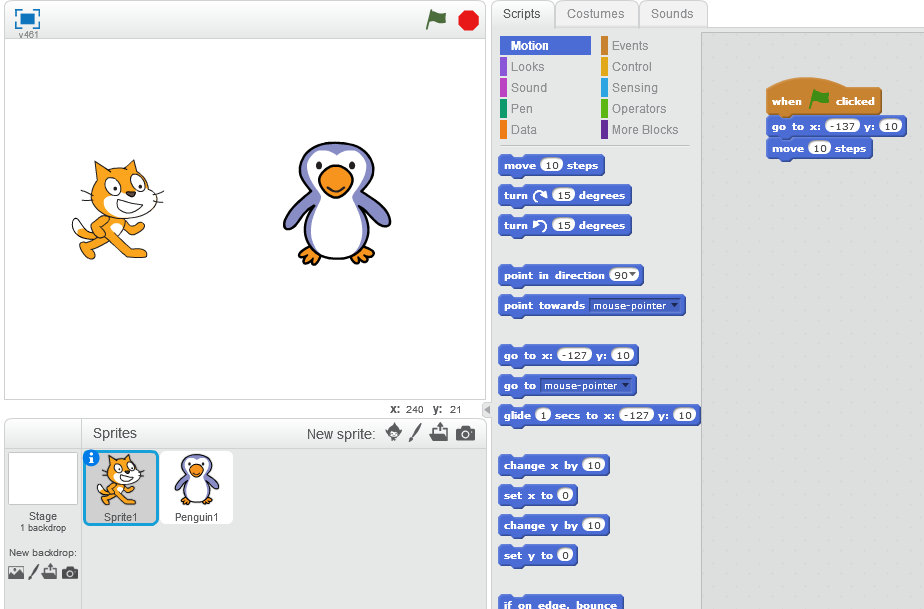 v461
x: 240 y: 21
Sprites
New sprite:
Stage
1 backdrop
New backdrop:
Sprite1
Penguin1
Scripts
Costumes
Sounds
Motion
Events
Looks
Control
Sound
Sensing
Pen
Operators
Data
More Blocks
move 10 steps
turn 15 degrees
turn 15 degrees
point in direction 90
point towards mouse-pointer
go to x: -127 y: 10
go to mouse-pointer
glide 1 secs to x: -127 y: 10
change x by 10
set x to 0
change y by 10
set y to 0
if on edge, bounce
when clicked
go to x: -137 y: 10
move 10 steps